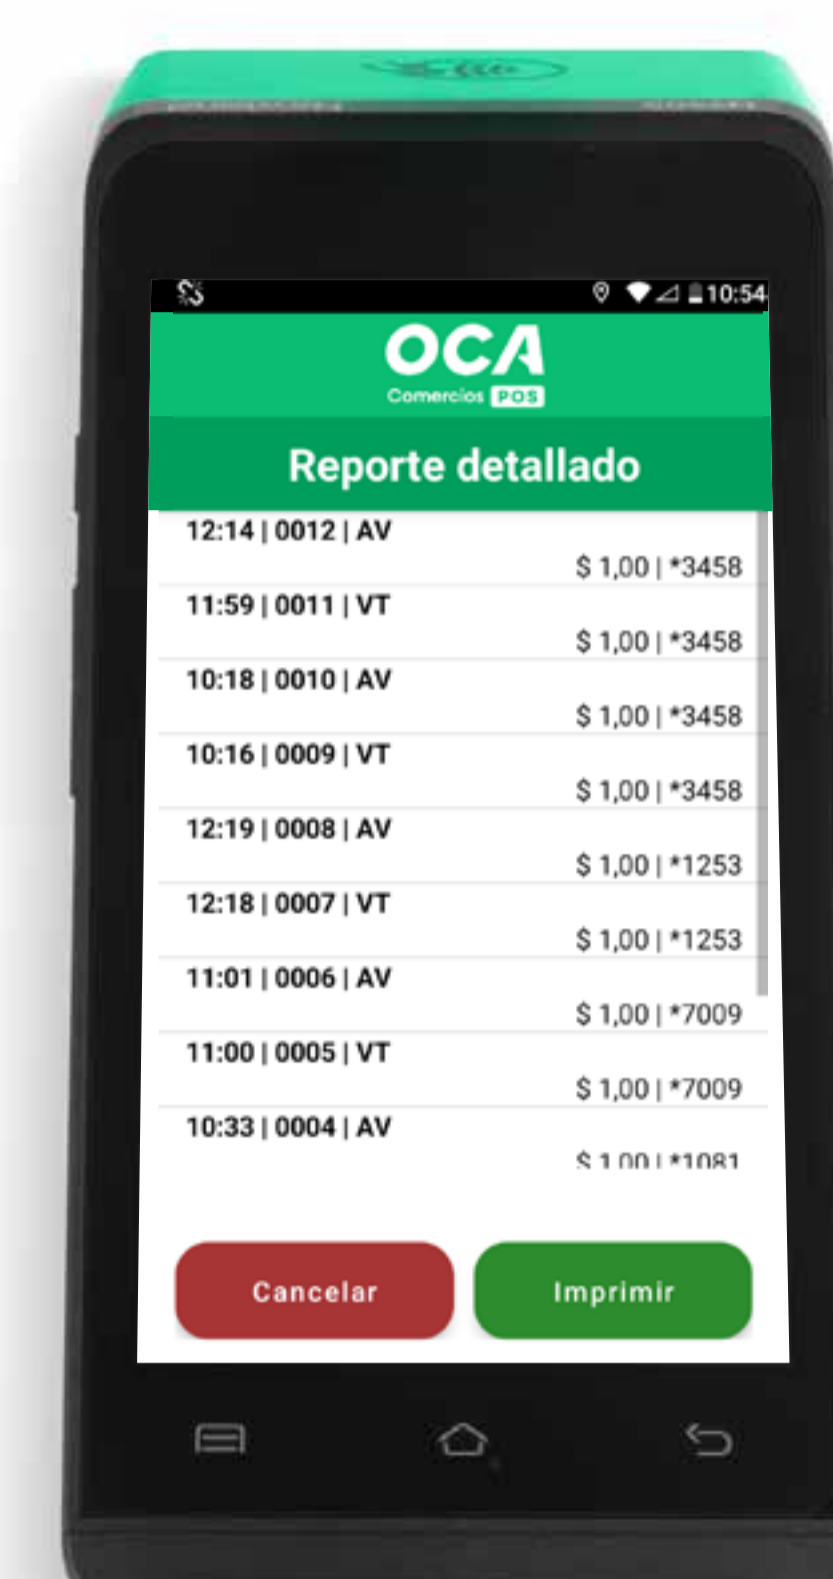 10:54
OCA
Comercios POS
Reporte detallado
12:14 | 0012 | AV
$ 1,00 | *3458
11:59 | 0011 | VT
$ 1,00 | *3458
10:18 | 0010 | AV
$ 1,00 | *3458
10:16 | 0009 | VT
$ 1,00 | *3458
12:19 | 0008 | AV
$ 1,00 | *1253
12:18 | 0007 | VT
$ 1,00 | *1253
11:01 | 0006 | AV
$ 1,00 | *7009
11:00 | 0005 | VT
$ 1,00 | *7009
10:33 | 0004 | AV
$ 1,00 | *1081
Cancelar
Imprimir